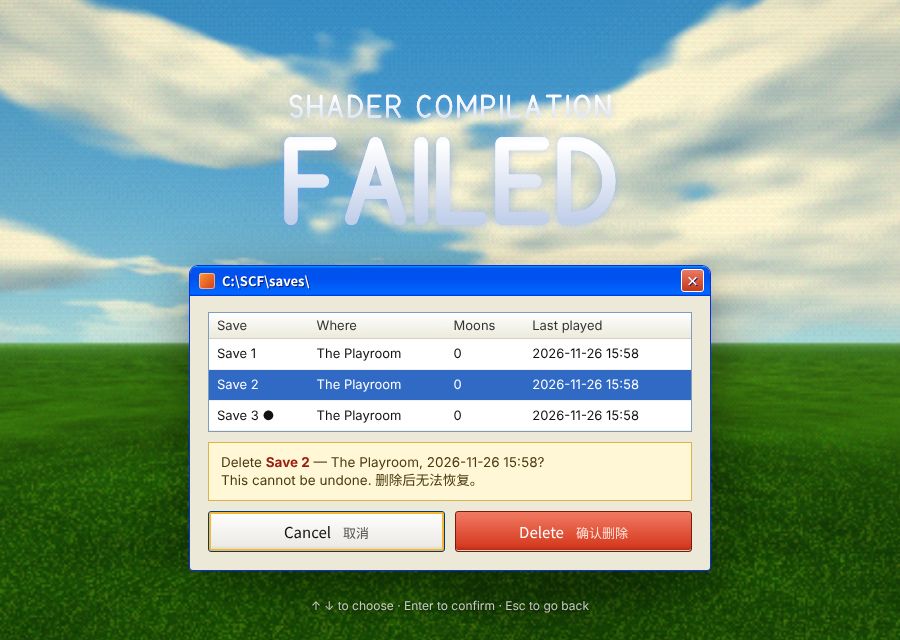 SHADER COMPILATION
FAILED
C:\SCF\saves\
Save Where Moons Last played
Save 1 The Playroom 0 2026-11-26 15:58
Save 2 The Playroom 0 2026-11-26 15:58
Save 3 ● The Playroom 0 2026-11-26 15:58
Delete Save 2 — The Playroom, 2026-11-26 15:58?
This cannot be undone. 删除后无法恢复。
Cancel 取消 Delete 确认删除
↑ ↓ to choose · Enter to confirm · Esc to go back